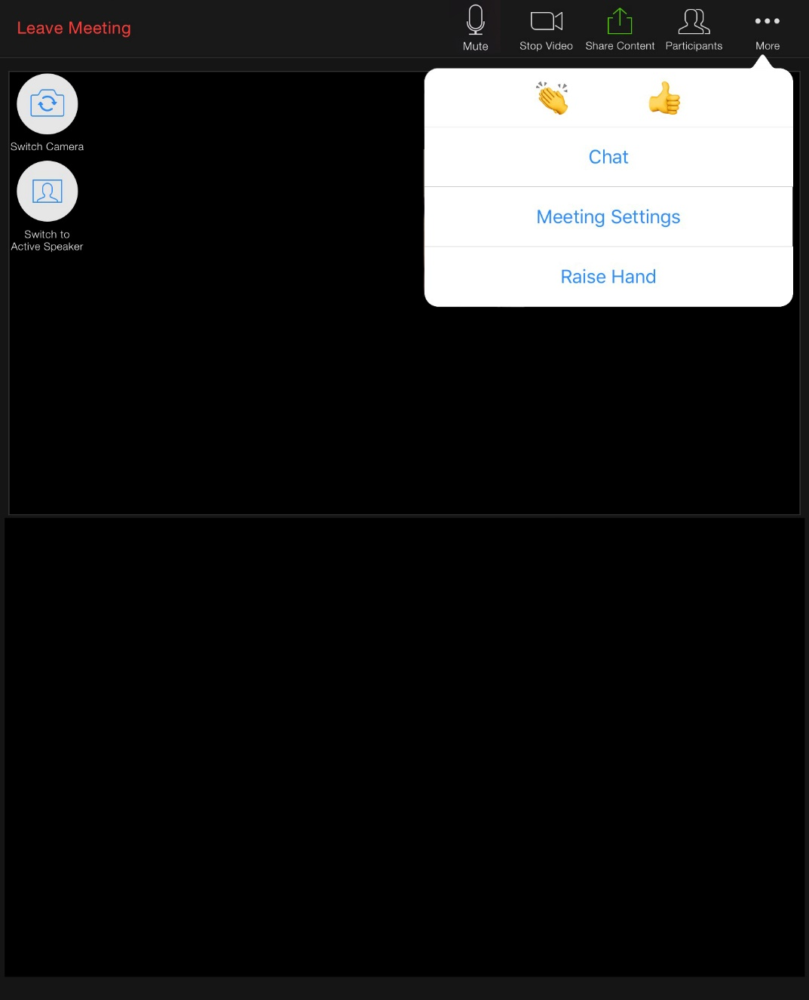 Leave Meeting
Mute
Stop Video
Share Content
Participants
More
Switch Camera
Switch to
Active Speaker
Chat
Meeting Settings
Raise Hand